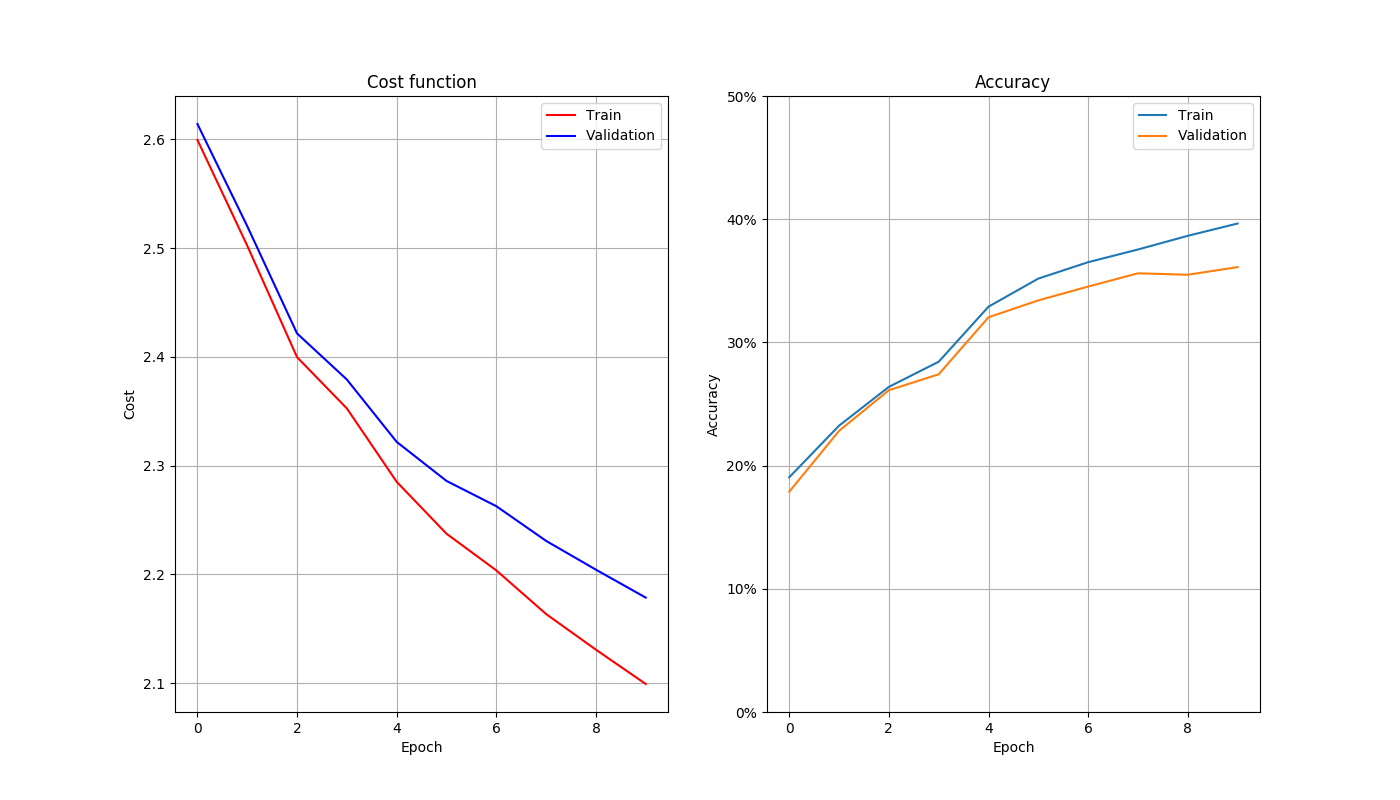 Cost function
Train
Validation
2.6
2.5
2.4
2.3
2.2
2.1
Cost
0 2 4 6 8
Epoch
Accuracy
Train
Validation
50%
40%
30%
20%
10%
0%
Accuracy
0 2 4 6 8
Epoch